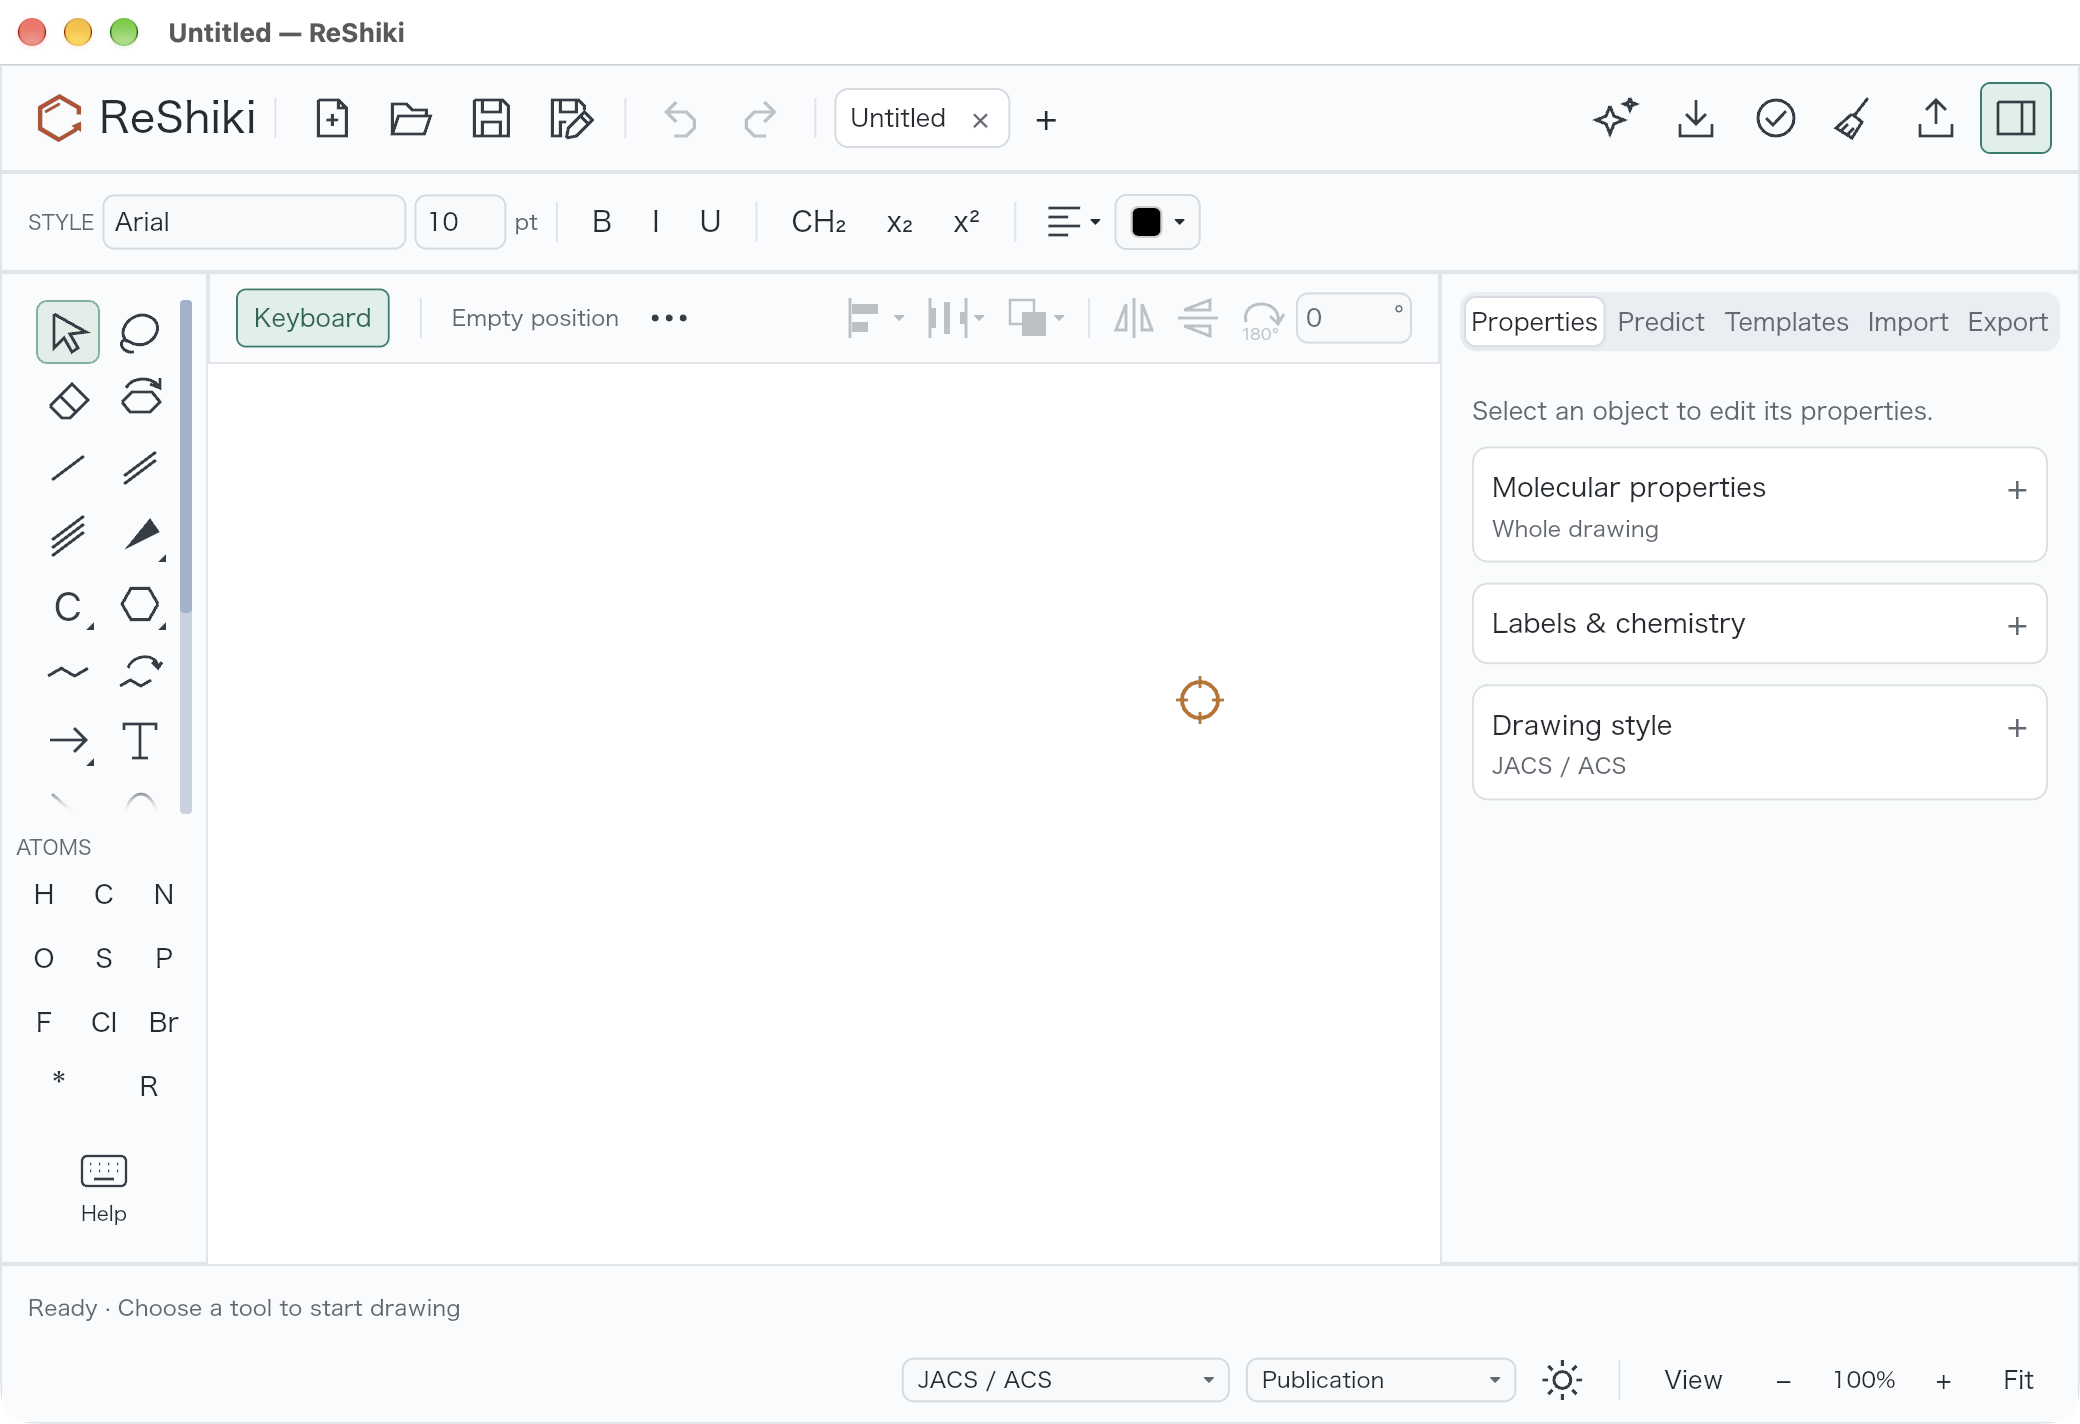 Untitled — ReShiki
ReShiki
Untitled × +
STYLE Arial 10 pt B I U CH₂ x₂ x²
Keyboard Empty position ••• 180° 0 °
Properties Predict Templates Import Export
Select an object to edit its properties.
Molecular properties +
Whole drawing
Labels & chemistry +
Drawing style +
JACS / ACS
C
T
ATOMS
H C N
O S P
F Cl Br
* R
Help
Ready · Choose a tool to start drawing
JACS / ACS Publication View − 100% + Fit